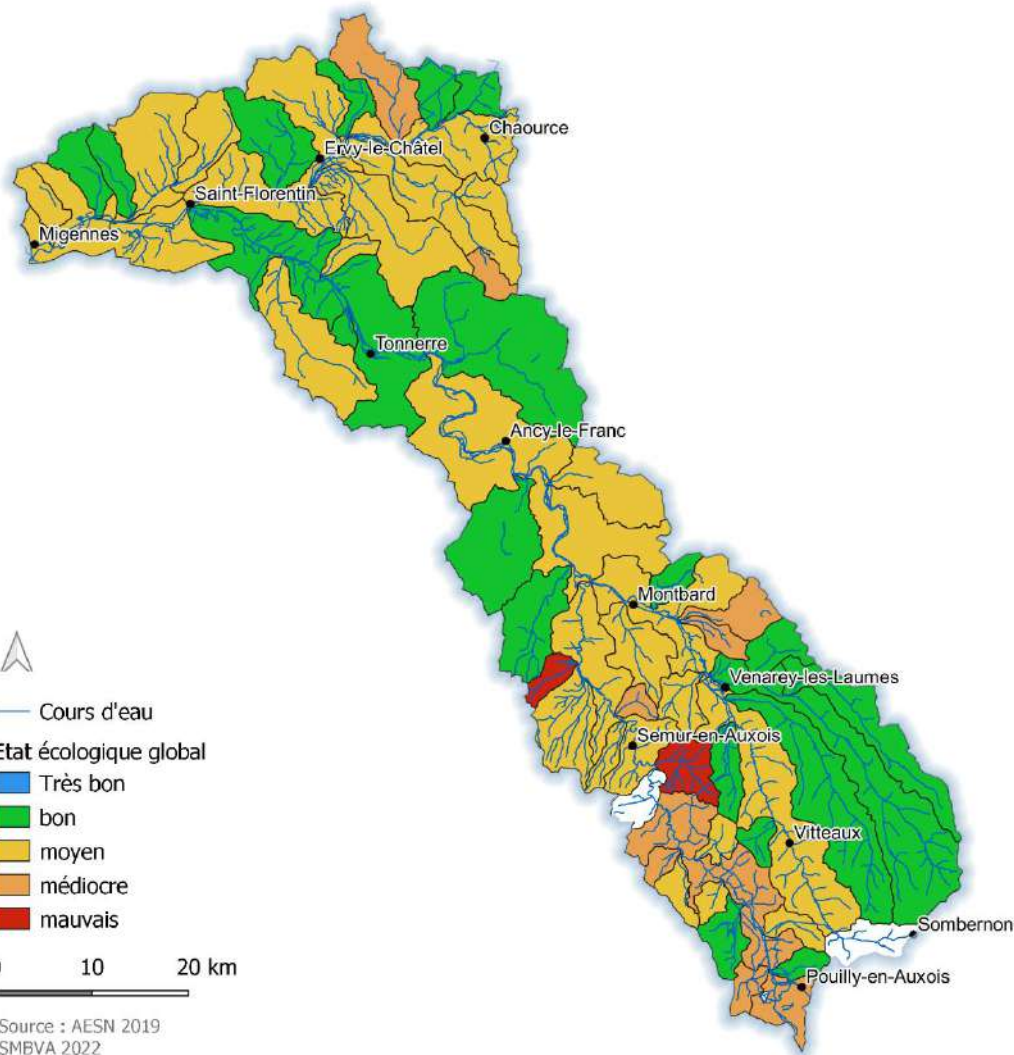 Chaource
Ervy-le-Châtel
Saint-Florentin
Migennes
Tonnerre
Ancy-le-Franc
Montbard
Venarey-les-Laumes
Semur-en-Auxois
Vitteaux
Sombernon
Pouilly-en-Auxois
Cours d'eau
Etat écologique global
Très bon
bon
moyen
médiocre
mauvais
0 10 20 km
Source : AESN 2019
SMBVA 2022